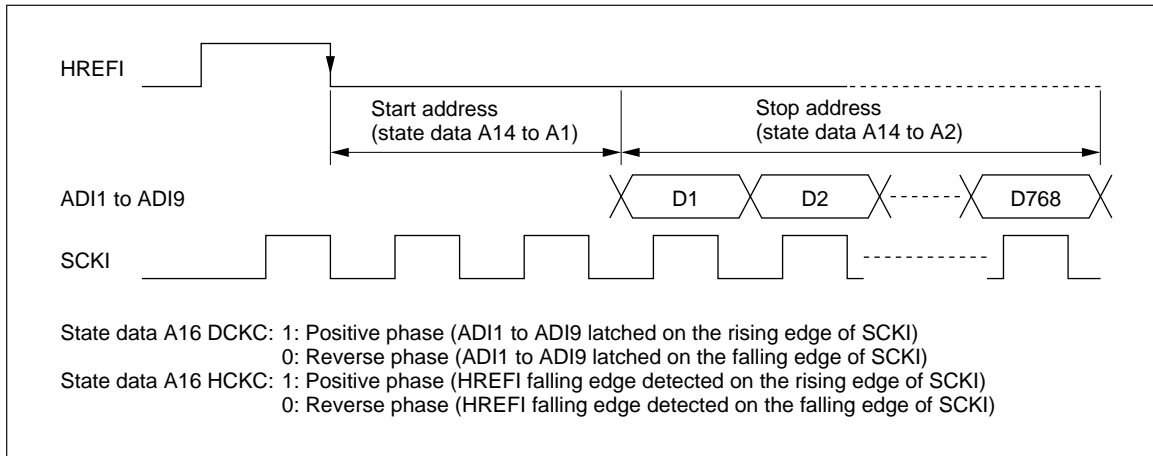 HREFI
Start address
(state data A14 to A1)
Stop address
(state data A14 to A2)
ADI1 to ADI9
D1
D2
D768
SCKI
State data A16 DCKC: 1: Positive phase (ADI1 to ADI9 latched on the rising edge of SCKI)
0: Reverse phase (ADI1 to ADI9 latched on the falling edge of SCKI)
State data A16 HCKC: 1: Positive phase (HREFI falling edge detected on the rising edge of SCKI)
0: Reverse phase (HREFI falling edge detected on the falling edge of SCKI)